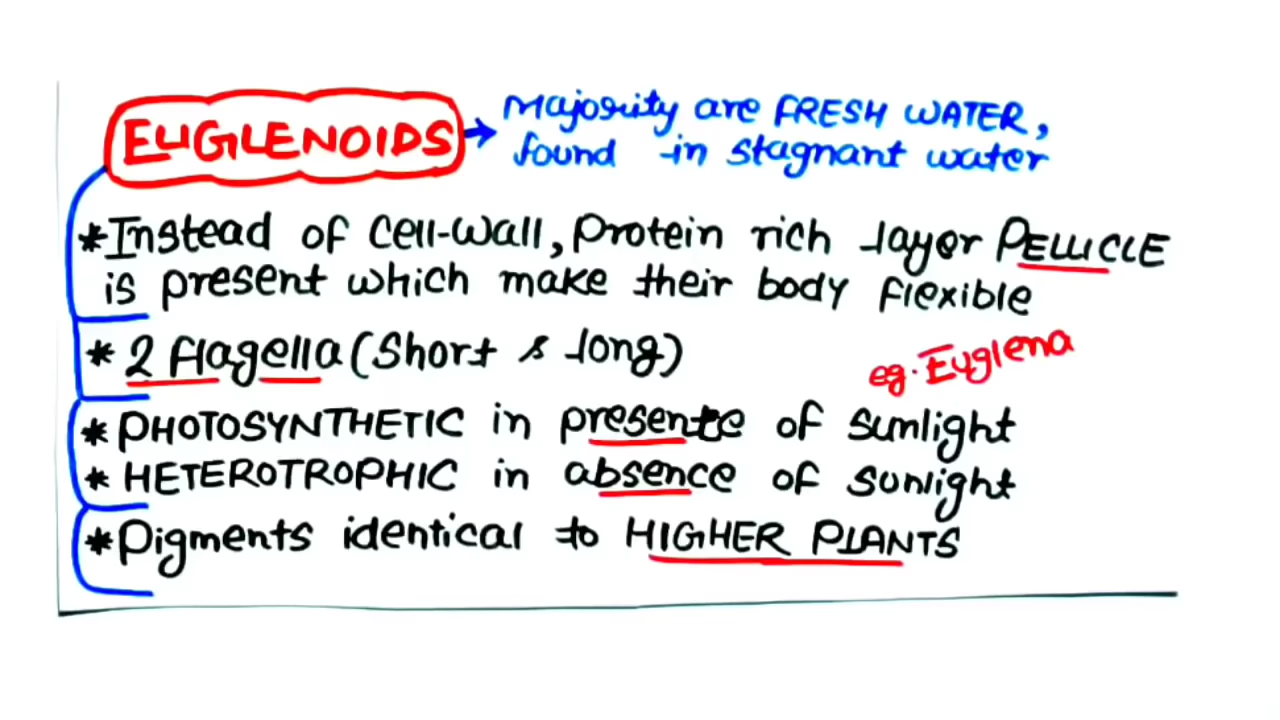 EUGLENOIDS → Majority are FRESH WATER,
found in stagnant water
*Instead of Cell-Wall, Protein rich layer PELLICLE
is present which make their body flexible
* 2 flagella (Short & long)
eg. Euglena
* PHOTOSYNTHETIC in presente of sunlight
* HETEROTROPHIC in absence of sunlight
* Pigments identical to HIGHER PLANTS